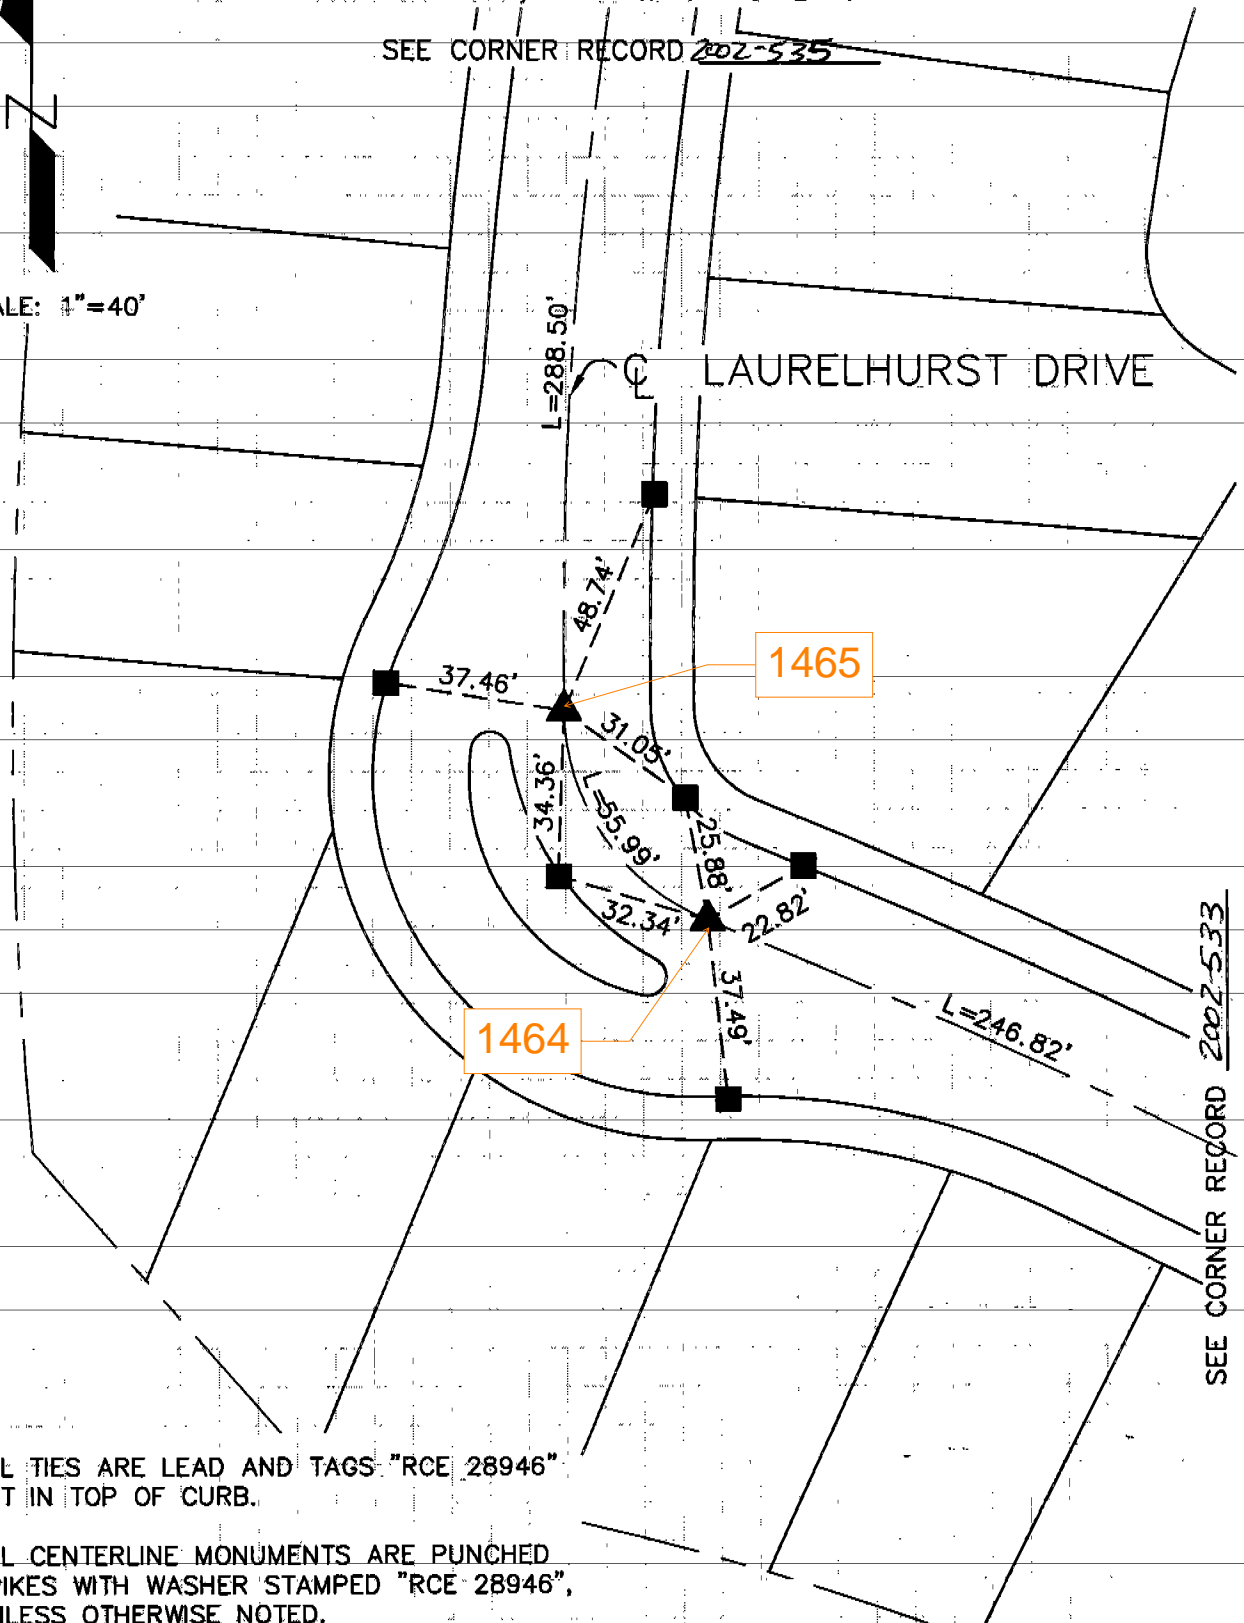 SEE CORNER RECORD 2002-535
N
ALE: 1"=40'
L=288.50'
℄ LAURELHURST DRIVE
48.74'
1465
37.46'
31.05'
34.36'
L=55.99'
25.88'
32.34'
22.82'
37.49'
1464
L=246.82'
SEE CORNER RECORD 2002-533
L TIES ARE LEAD AND TAGS "RCE 28946"
T IN TOP OF CURB.
L CENTERLINE MONUMENTS ARE PUNCHED
PIKES WITH WASHER STAMPED "RCE 28946",
NLESS OTHERWISE NOTED.